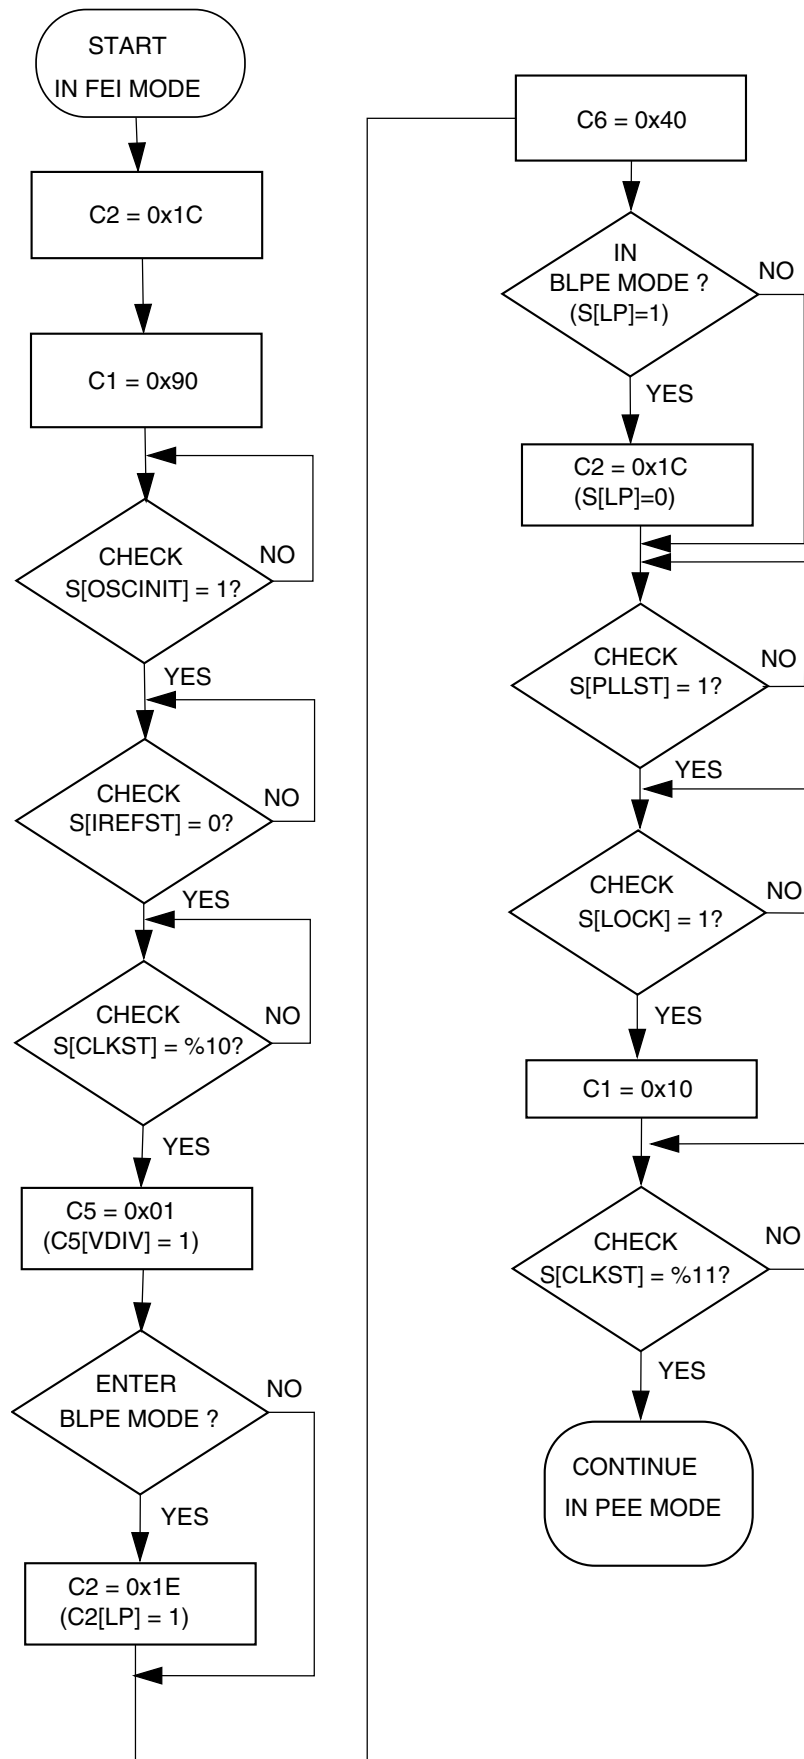 START
IN FEI MODE
C2 = 0x1C
C1 = 0x90
CHECK
S[OSCINIT] = 1?
NO
YES
CHECK
S[IREFST] = 0?
NO
YES
CHECK
S[CLKST] = %10?
NO
YES
C5 = 0x01
(C5[VDIV] = 1)
ENTER
BLPE MODE ?
NO
YES
C2 = 0x1E
(C2[LP] = 1)
C6 = 0x40
IN
BLPE MODE ?
(S[LP]=1)
NO
YES
C2 = 0x1C
(S[LP]=0)
CHECK
S[PLLST] = 1?
NO
YES
CHECK
S[LOCK] = 1?
NO
YES
C1 = 0x10
CHECK
S[CLKST] = %11?
NO
YES
CONTINUE
IN PEE MODE